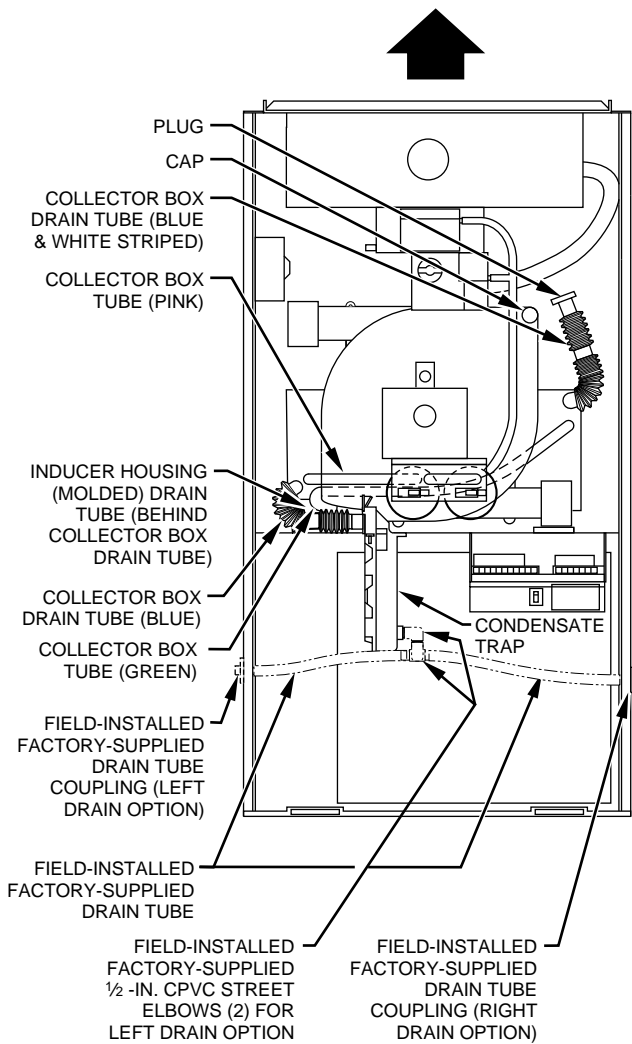 PLUG
CAP
COLLECTOR BOX
DRAIN TUBE (BLUE
& WHITE STRIPED)
COLLECTOR BOX
TUBE (PINK)
INDUCER HOUSING
(MOLDED) DRAIN
TUBE (BEHIND
COLLECTOR BOX
DRAIN TUBE)
COLLECTOR BOX
DRAIN TUBE (BLUE)
COLLECTOR BOX
TUBE (GREEN)
CONDENSATE
TRAP
FIELD-INSTALLED
FACTORY-SUPPLIED
DRAIN TUBE
COUPLING (LEFT
DRAIN OPTION)
FIELD-INSTALLED
FACTORY-SUPPLIED
DRAIN TUBE
FIELD-INSTALLED
FACTORY-SUPPLIED
½ -IN. CPVC STREET
ELBOWS (2) FOR
LEFT DRAIN OPTION
FIELD-INSTALLED
FACTORY-SUPPLIED
DRAIN TUBE
COUPLING (RIGHT
DRAIN OPTION)